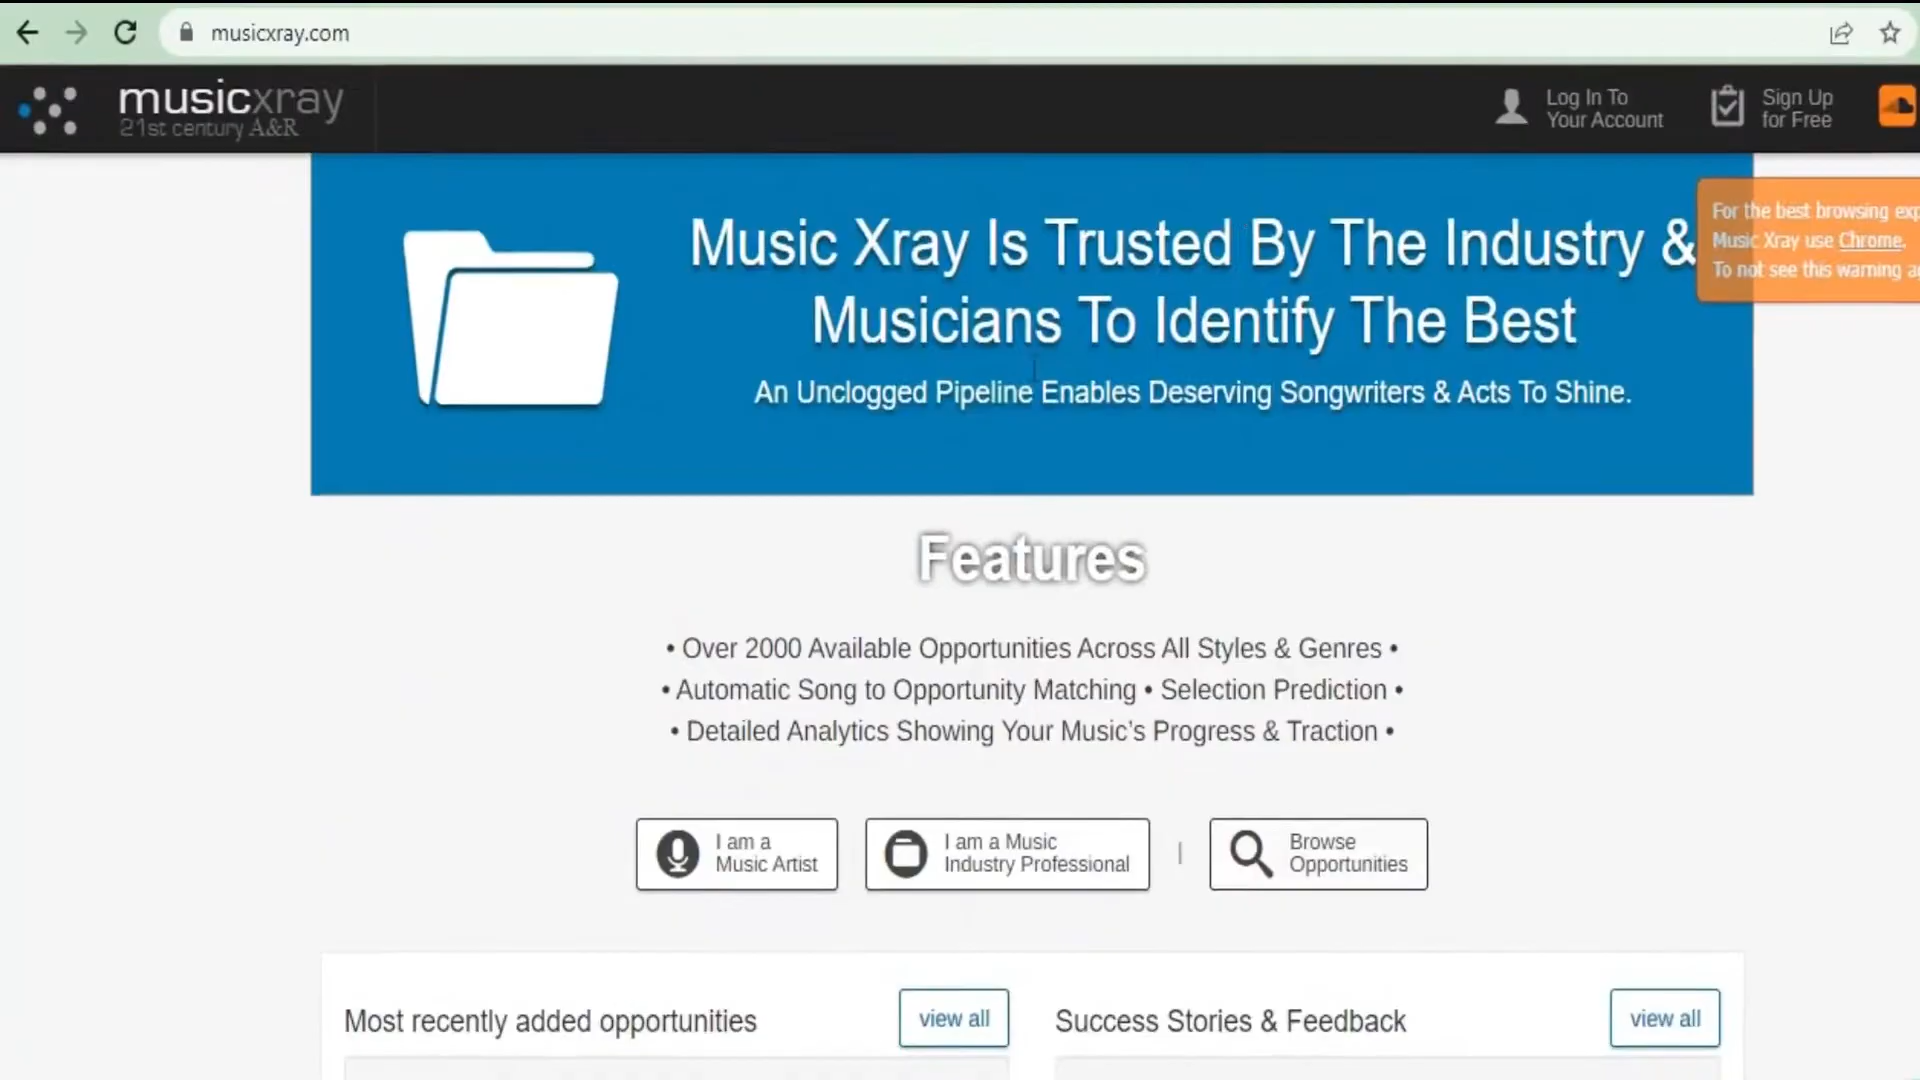 musicxray.com
musicxray
21st century A&R
Log In To
Your Account
Sign Up
for Free
Music Xray Is Trusted By The Industry &
Musicians To Identify The Best
An Unclogged Pipeline Enables Deserving Songwriters & Acts To Shine.
For the best browsing
Music Xray use Chrome.
To not see this warning
Features
• Over 2000 Available Opportunities Across All Styles & Genres •
• Automatic Song to Opportunity Matching • Selection Prediction •
• Detailed Analytics Showing Your Music's Progress & Traction •
I am a
Music Artist
I am a Music
Industry Professional
|
Browse
Opportunities
Most recently added opportunities
view all
Success Stories & Feedback
view all